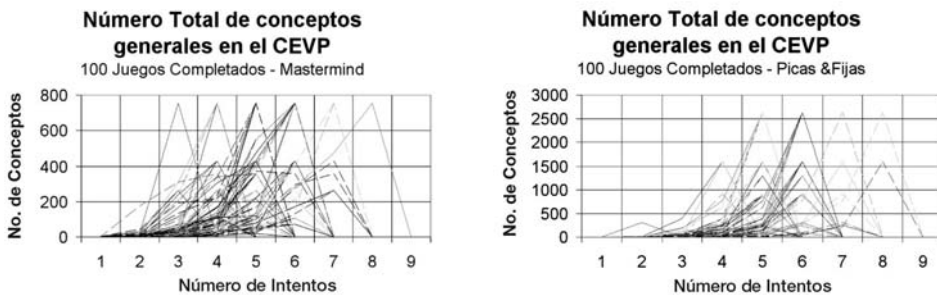 Número Total de conceptos
generales en el CEVP
100 Juegos Completados - Mastermind
No. de Conceptos
800
600
400
200
0
1 2 3 4 5 6 7 8 9
Número de Intentos
Número Total de conceptos
generales en el CEVP
100 Juegos Completados - Picas &Fijas
No. de Conceptos
3000
2500
2000
1500
1000
500
0
1 2 3 4 5 6 7 8 9
Número de Intentos